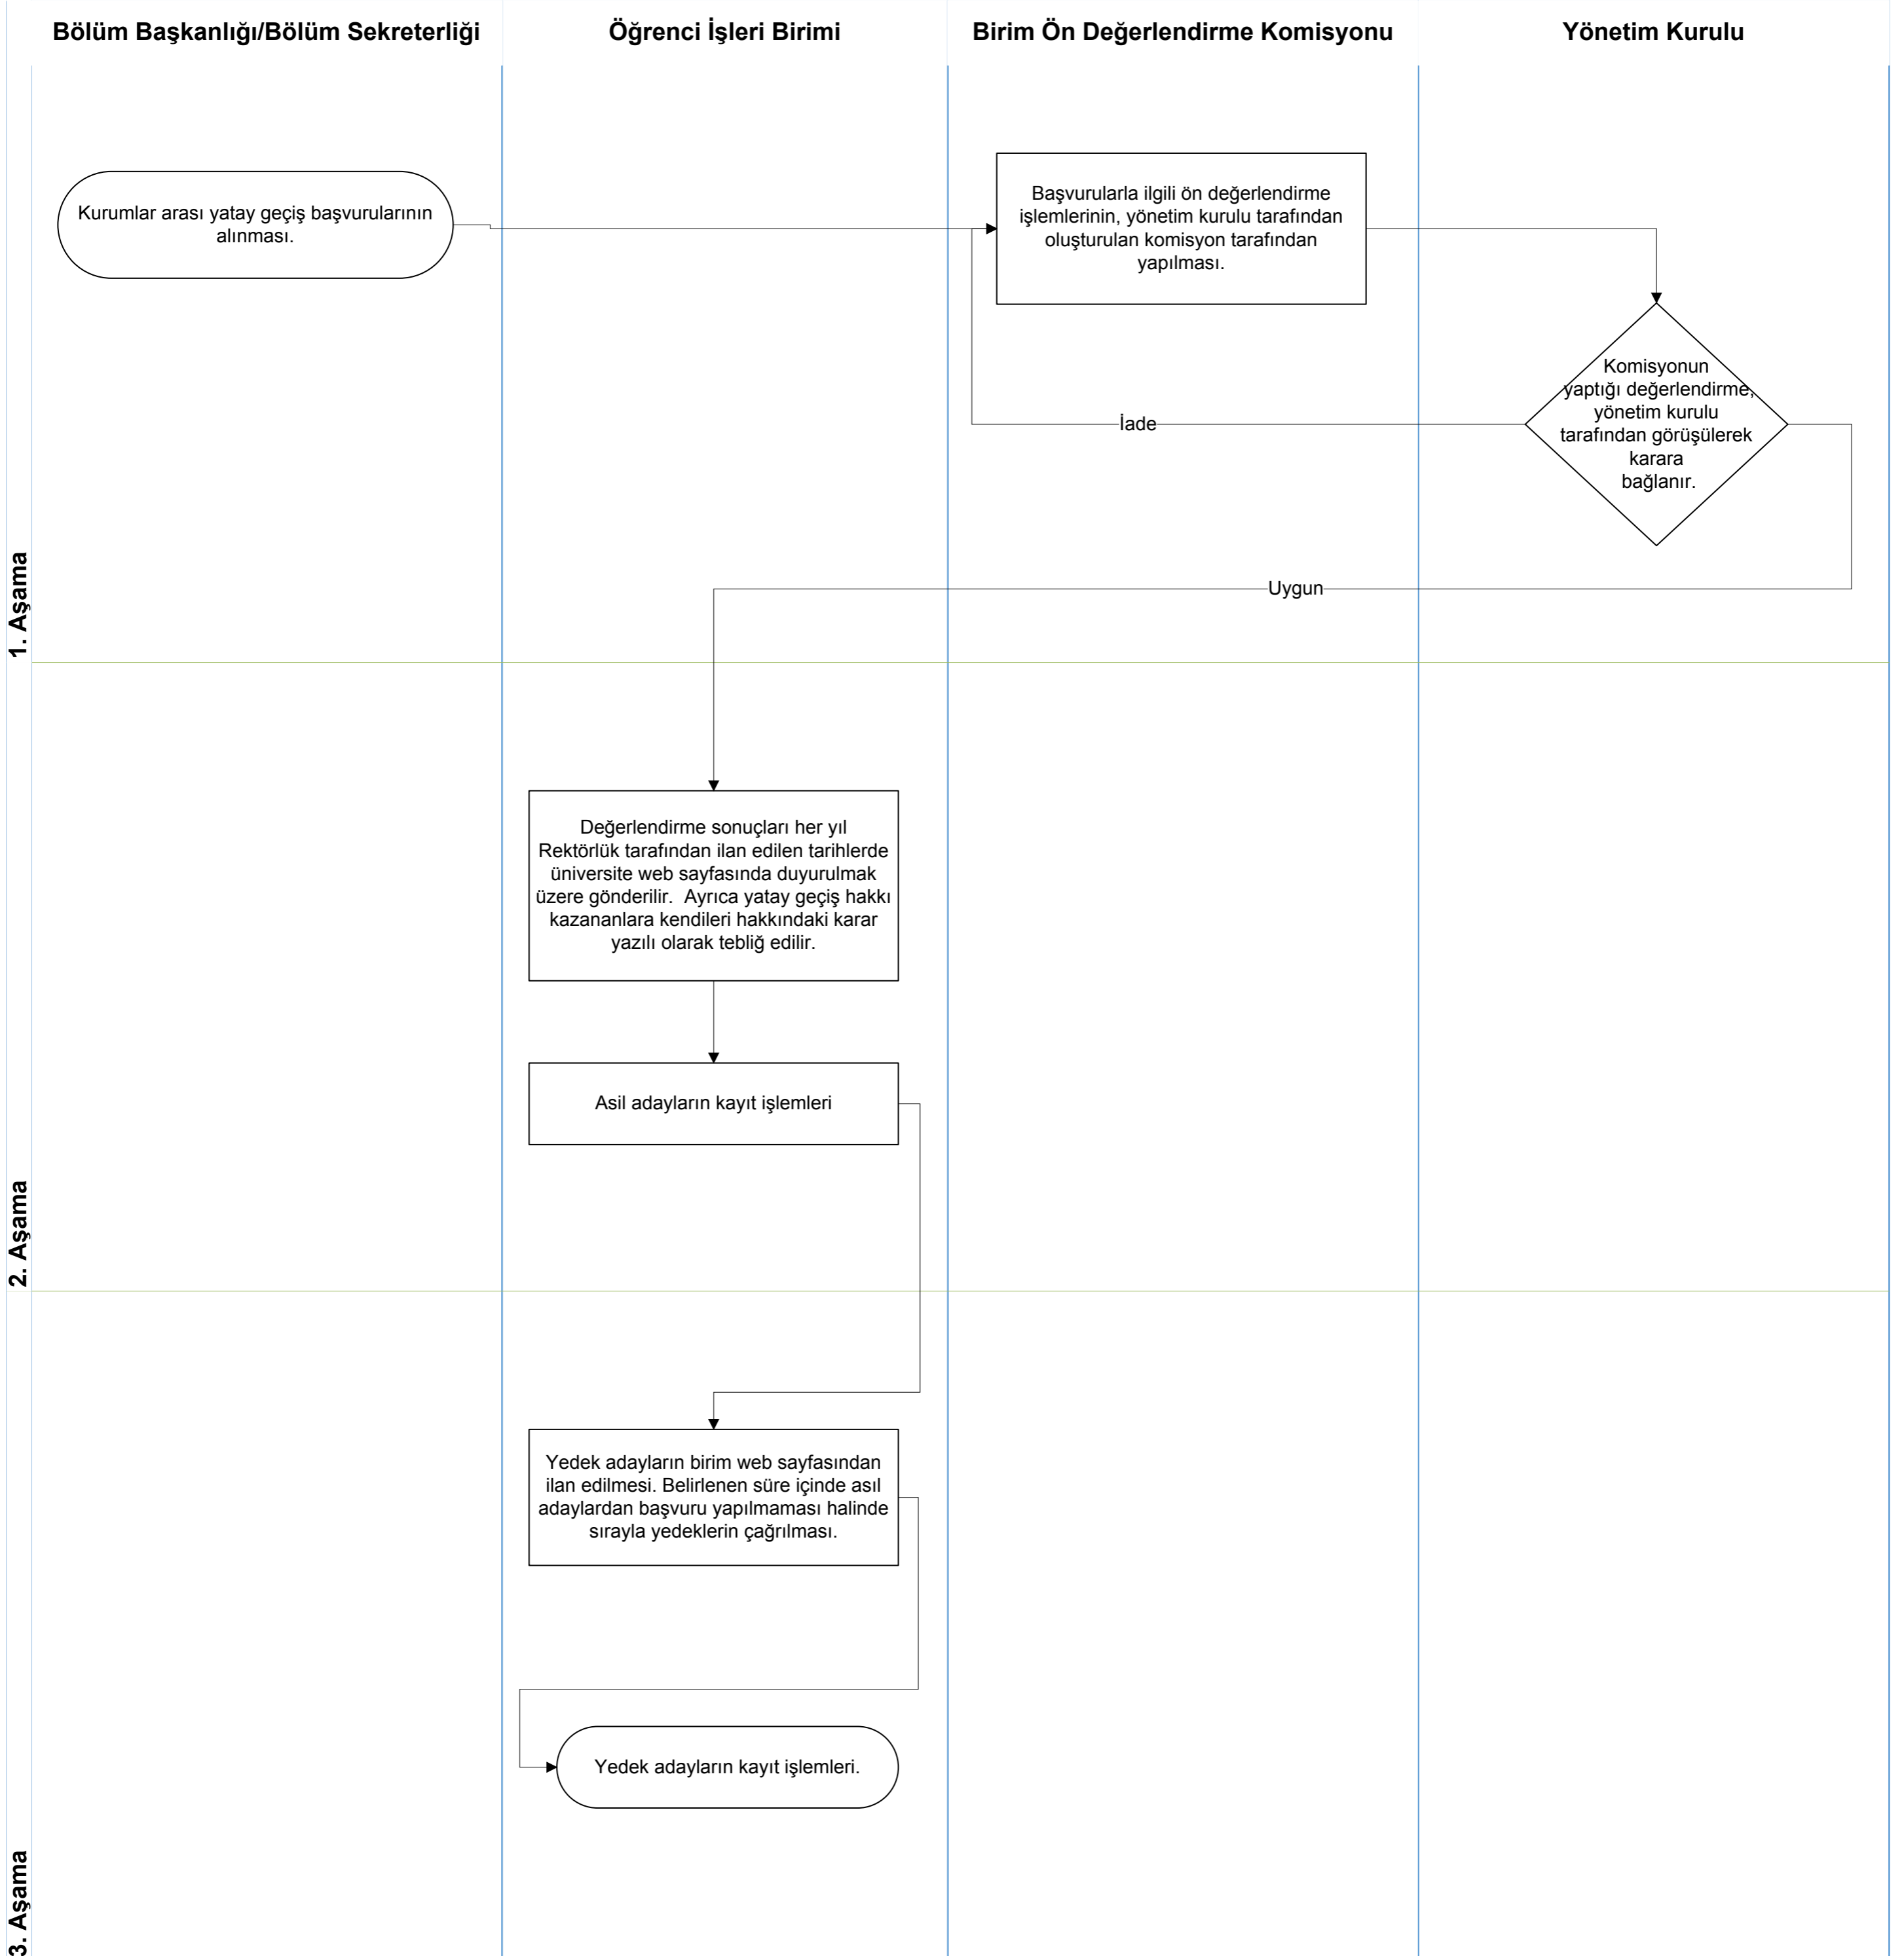 Bölüm Başkanlığı/Bölüm Sekreterliği
Öğrenci İşleri Birimi
Birim Ön Değerlendirme Komisyonu
Yönetim Kurulu
1. Aşama
Kurumlar arası yatay geçiş başvurularının
alınması.
Başvurularla ilgili ön değerlendirme
işlemlerinin, yönetim kurulu tarafından
oluşturulan komisyon tarafından
yapılması.
Komisyonun
yaptığı değerlendirme,
yönetim kurulu
tarafından görüşülerek
karara
bağlanır.
İade
Uygun
2. Aşama
Değerlendirme sonuçları her yıl
Rektörlük tarafından ilan edilen tarihlerde
üniversite web sayfasında duyurulmak
üzere gönderilir.  Ayrıca yatay geçiş hakkı
kazananlara kendileri hakkındaki karar
yazılı olarak tebliğ edilir.
Asil adayların kayıt işlemleri
3. Aşama
Yedek adayların birim web sayfasından
ilan edilmesi. Belirlenen süre içinde asıl
adaylardan başvuru yapılmaması halinde
sırayla yedeklerin çağrılması.
Yedek adayların kayıt işlemleri.